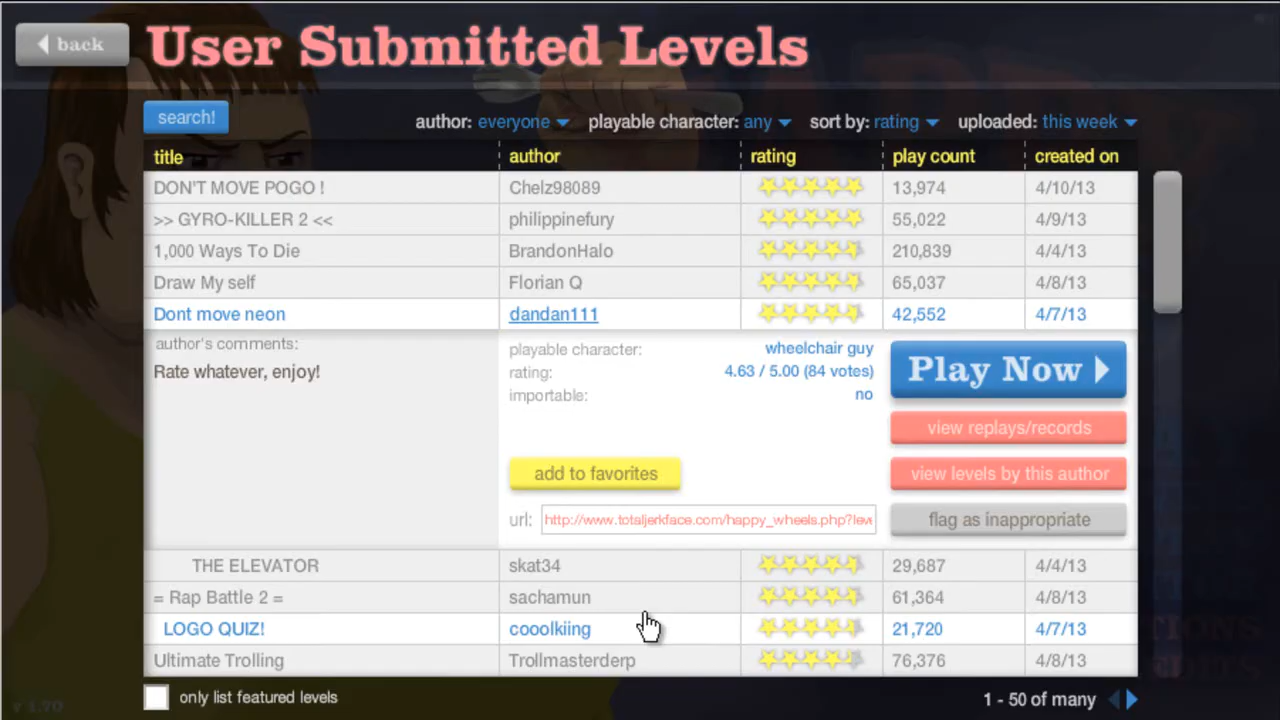 back
User Submitted Levels
search!
author: everyone playable character: any sort by: rating uploaded: this week
title author rating play count created on
DON'T MOVE POGO ! Chelz98089 13,974 4/10/13
>> GYRO-KILLER 2 << philippinefury 55,022 4/9/13
1,000 Ways To Die BrandonHalo 210,839 4/4/13
Draw My self Florian Q 65,037 4/8/13
Dont move neon dandan111 42,552 4/7/13
author's comments:
Rate whatever, enjoy!
playable character: wheelchair guy
rating: 4.63 / 5.00 (84 votes)
importable: no
Play Now
view replays/records
add to favorites
view levels by this author
url: http://www.totaljerkface.com/happy_wheels.php?lev
flag as inappropriate
THE ELEVATOR skat34 29,687 4/4/13
= Rap Battle 2 = sachamun 61,364 4/8/13
LOGO QUIZ! cooolkiing 21,720 4/7/13
Ultimate Trolling Trollmasterderp 76,376 4/8/13
only list featured levels
1 - 50 of many
v 1.70